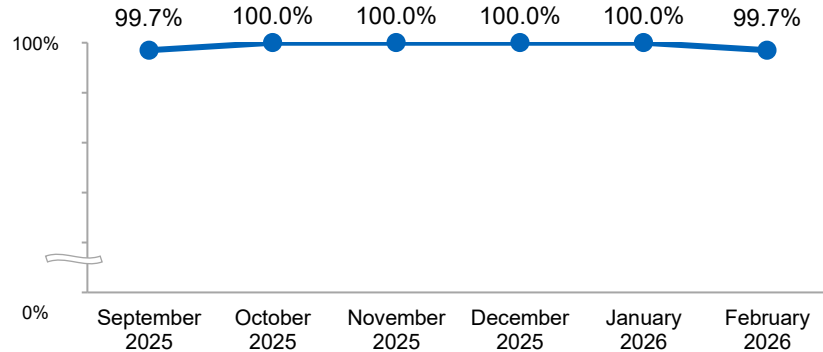 99.7% 100.0% 100.0% 100.0% 100.0% 99.7%
100%
0%
September October November December January February
2025 2025 2025 2025 2026 2026